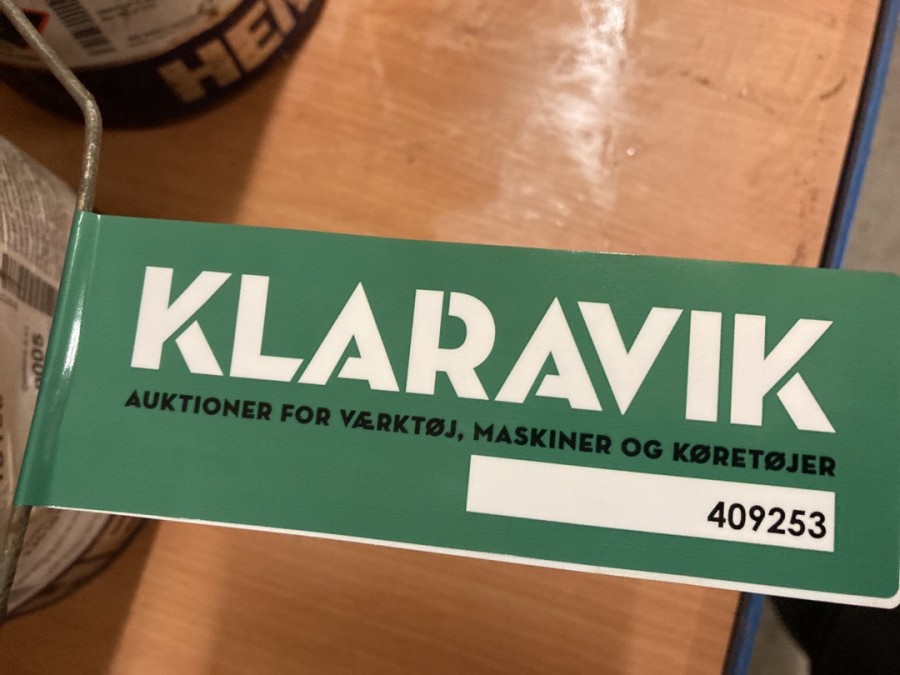 KLARAVIK
AUKTIONER FOR VÆRKTØJ, MASKINER OG KØRETØJER
409253